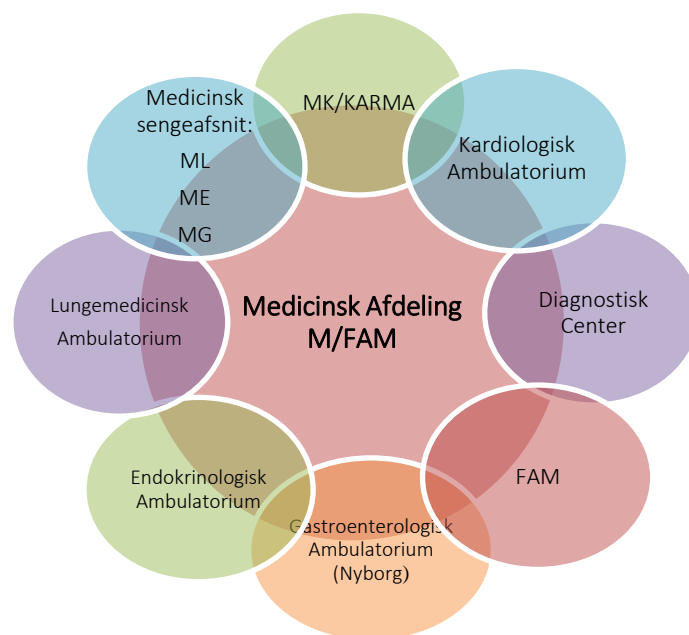 MK/KARMA
Medicinsk
sengeafsnit:
ML
ME
MG
Kardiologisk
Ambulatorium
Lungemedicinsk
Ambulatorium
Medicinsk Afdeling
M/FAM
Diagnostisk
Center
Endokrinologisk
Ambulatorium
FAM
Gastroenterologisk
Ambulatorium
(Nyborg)